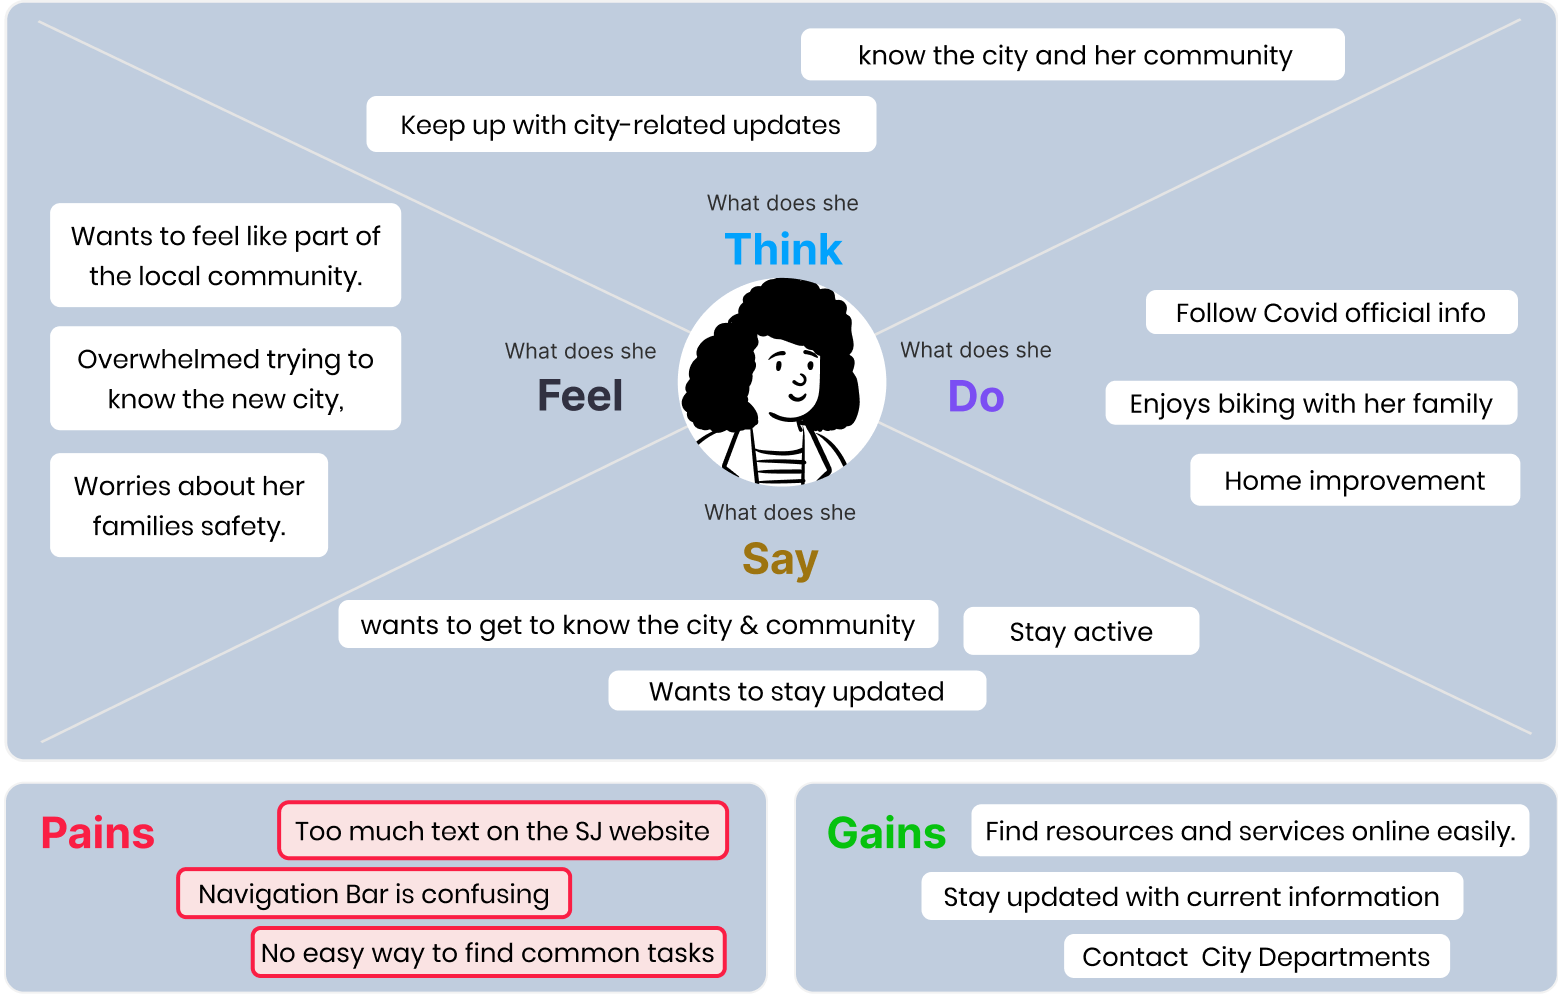 know the city and her community
Keep up with city-related updates
What does she
Think
Wants to feel like part of
the local community.
Overwhelmed trying to
know the new city,
Worries about her
families safety.
What does she
Feel
What does she
Do
Follow Covid official info
Enjoys biking with her family
Home improvement
What does she
Say
wants to get to know the city & community
Stay active
Wants to stay updated
Pains
Too much text on the SJ website
Navigation Bar is confusing
No easy way to find common tasks
Gains
Find resources and services online easily.
Stay updated with current information
Contact  City Departments